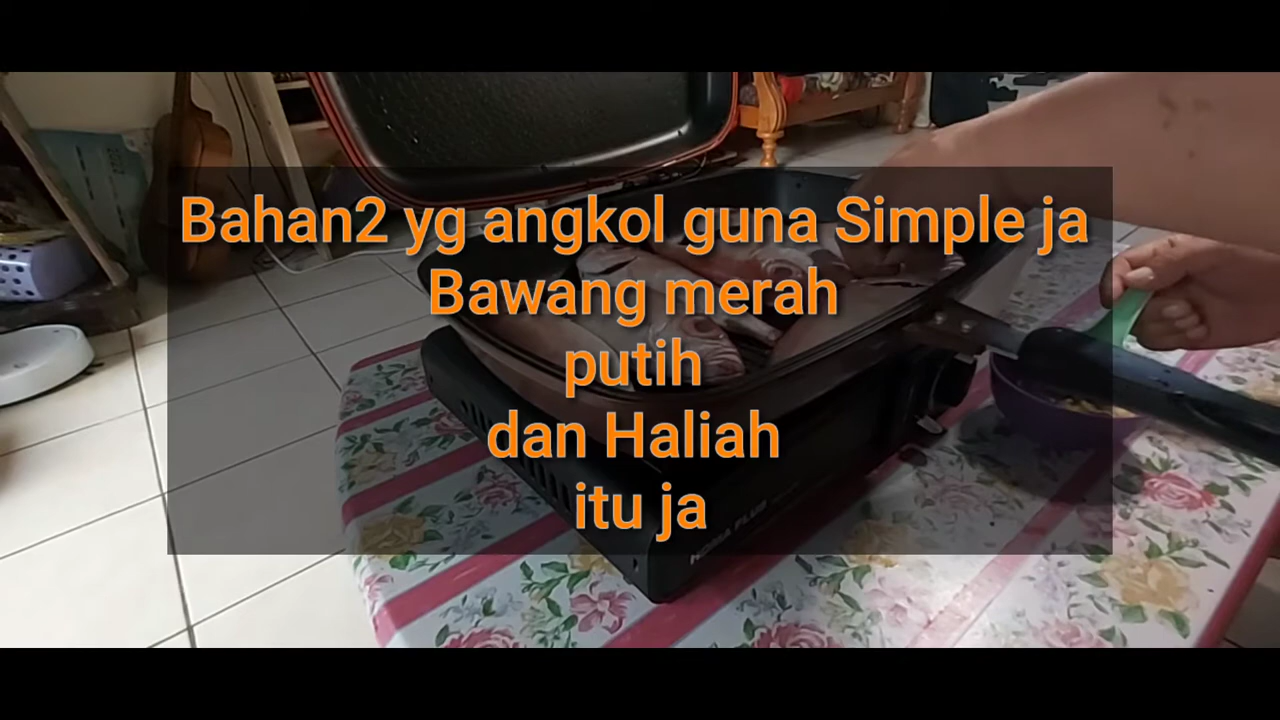 Bahan2 yg angkol guna Simple ja
Bawang merah
putih
dan Haliah
itu ja